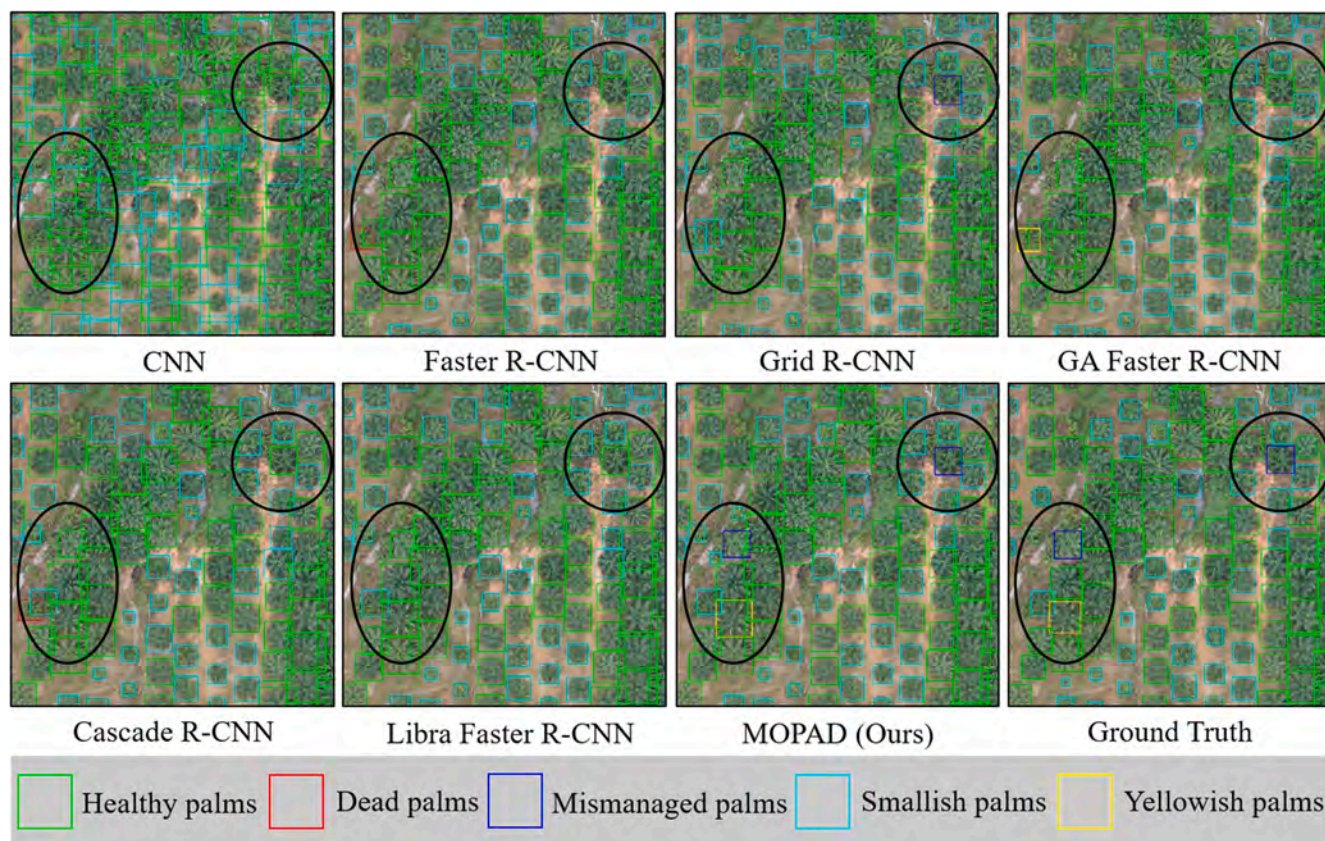 CNN
Faster R-CNN
Grid R-CNN
GA Faster R-CNN
Cascade R-CNN
Libra Faster R-CNN
MOPAD (Ours)
Ground Truth
Healthy palms
Dead palms
Mismanaged palms
Smallish palms
Yellowish palms